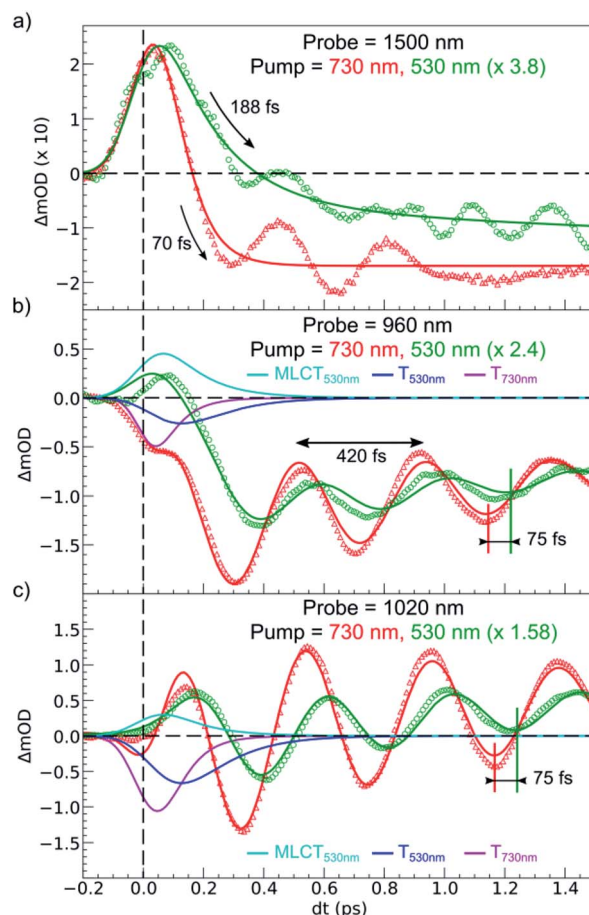 a)
Probe = 1500 nm
Pump = 730 nm, 530 nm (x 3.8)
188 fs
70 fs
ΔmOD (x 10)
2
1
0
−1
−2
b)
Probe = 960 nm
Pump = 730 nm, 530 nm (x 2.4)
MLCT530nm T530nm T730nm
420 fs
75 fs
ΔmOD
0.5
0.0
−0.5
−1.0
−1.5
c)
Probe = 1020 nm
Pump = 730 nm, 530 nm (x 1.58)
75 fs
MLCT530nm T530nm T730nm
ΔmOD
1.5
1.0
0.5
0.0
−0.5
−1.0
−1.5
−0.2 0.0 0.2 0.4 0.6 0.8 1.0 1.2 1.4
dt (ps)